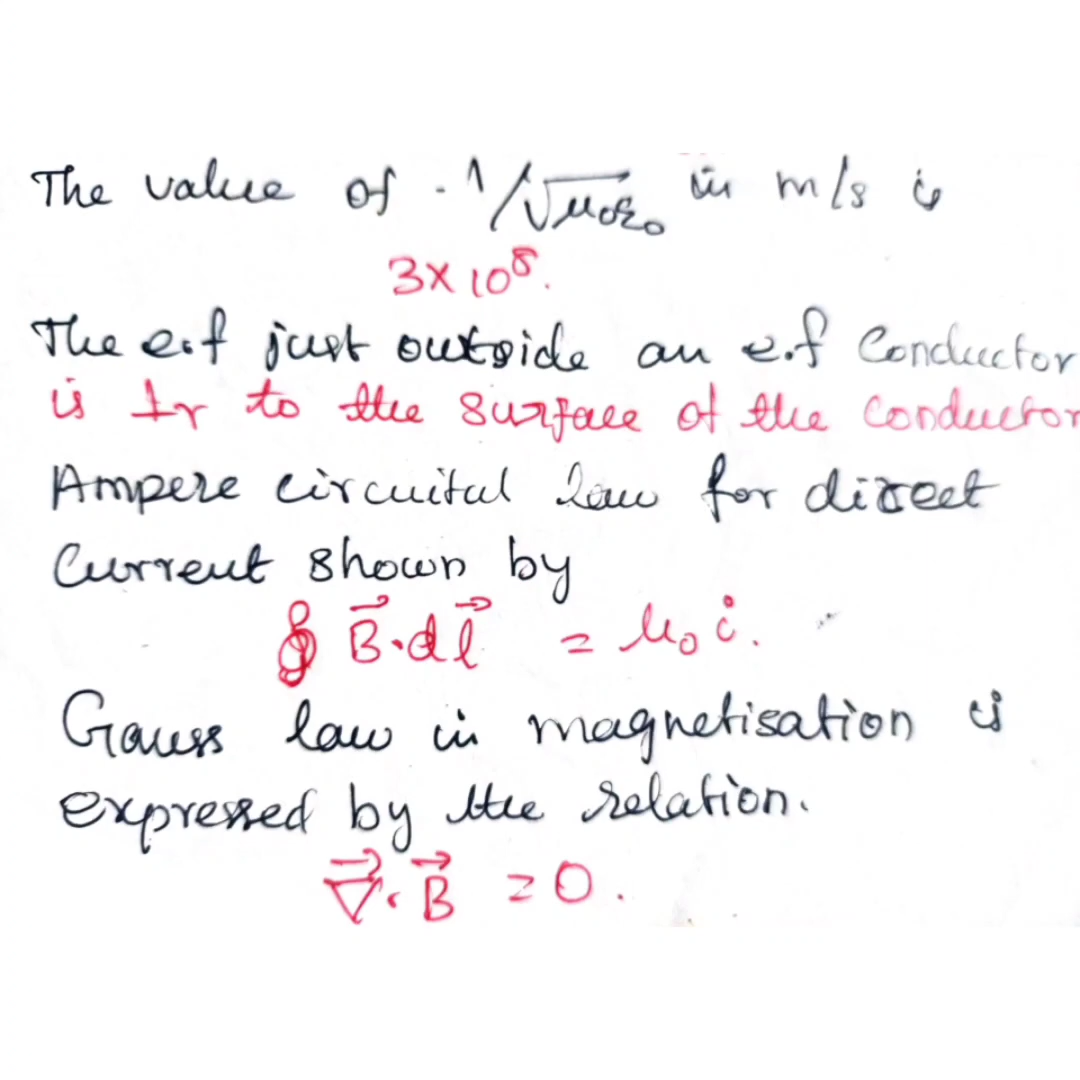 The value of 1/√μ₀ε₀ in m/s is
3×10⁸.
The e.f just outside an e.f Conductor
is ⊥r to the surface of the conductor
Ampere circuital law for direct
Current shown by
∮ B⃗·dl⃗ = μ₀i.
Gauss law in magnetisation is
expressed by the relation.
∇⃗·B⃗ = 0.